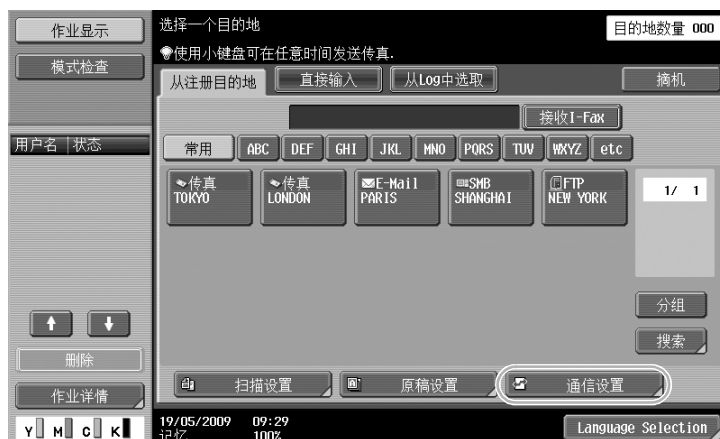 作业显示
模式检查
用户名 状态
删除
作业详情
Y M C K
选择一个目的地
目的地数量 000
使用小键盘可在任意时间发送传真.
从注册目的地 直接输入 从Log中选取 摘机
接收I-Fax
常用 ABC DEF GHI JKL MNO PQRS TUV WXYZ etc
传真 TOKYO
传真 LONDON
E-Mail PARIS
SMB SHANGHAI
FTP NEW YORK
1/ 1
分组
搜索
扫描设置 原稿设置 通信设置
19/05/2009 09:29
记忆 100%
Language Selection